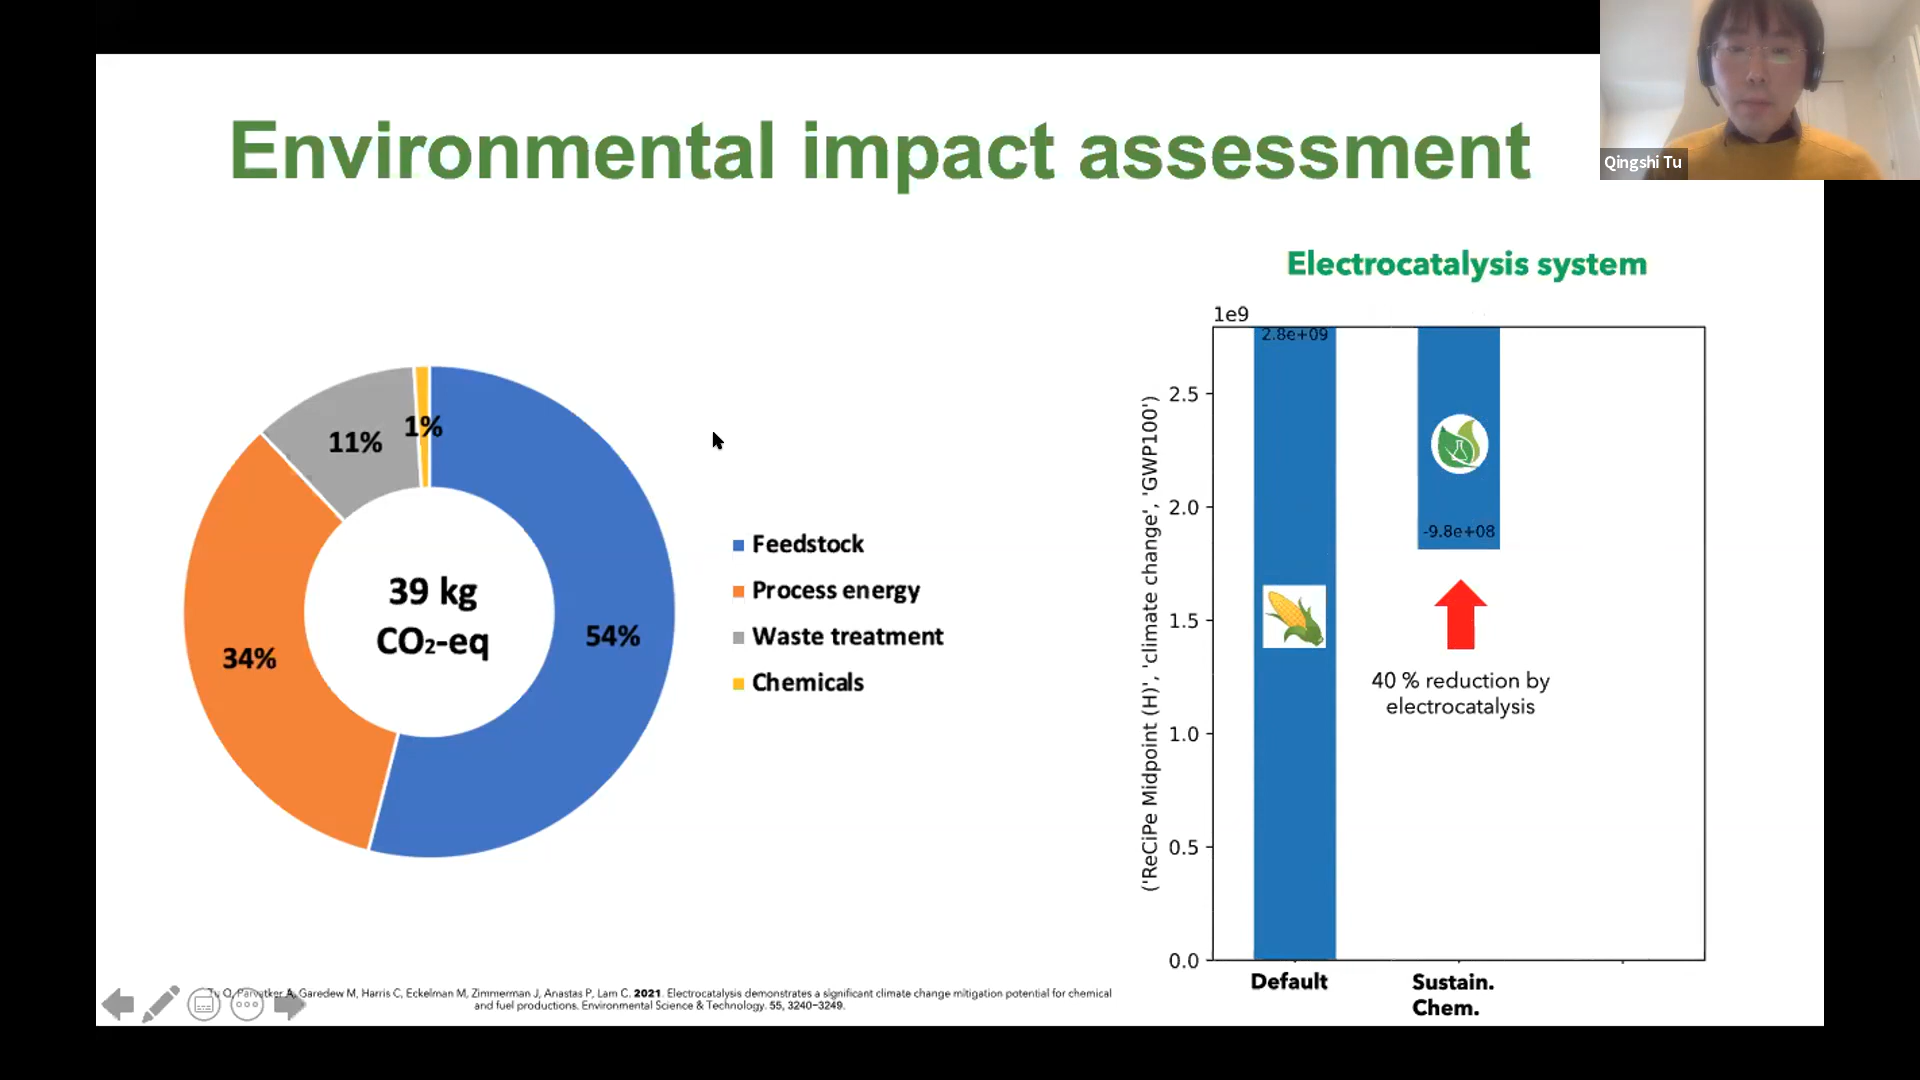 Environmental impact assessment
Qingshi Tu
Electrocatalysis system
1%
11%
34%
54%
39 kg
CO₂-eq
Feedstock
Process energy
Waste treatment
Chemicals
1e9
('ReCiPe Midpoint (H)', 'climate change', 'GWP100')
2.5
2.0
1.5
1.0
0.5
0.0
2.8e+09
-9.8e+08
40 % reduction by
electrocatalysis
Default
Sustain.
Chem.
Tu Q, Parvatker A, Garedew M, Harris C, Eckelman M, Zimmerman J, Anastas P, Lam C. 2021. Electrocatalysis demonstrates a significant climate change mitigation potential for chemical
and fuel productions. Environmental Science & Technology. 55, 3240−3249.